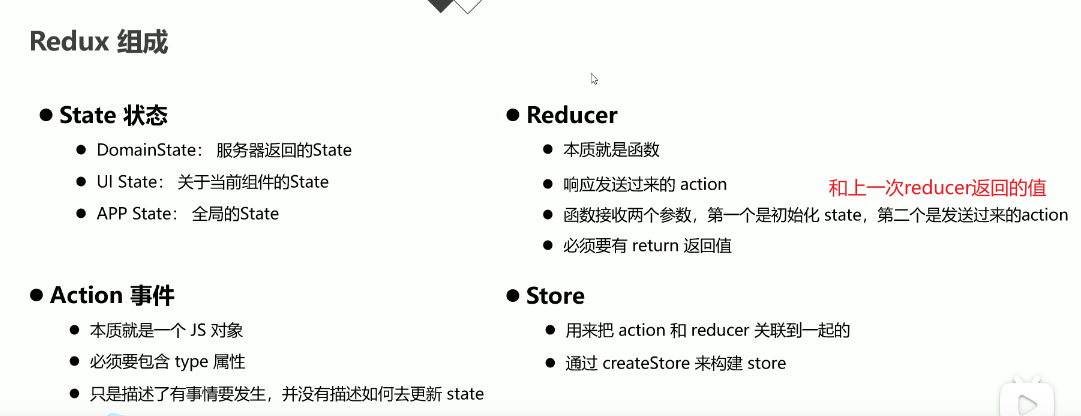 Redux 组成
State 状态
DomainState： 服务器返回的State
UI State： 关于当前组件的State
APP State： 全局的State
Reducer
本质就是函数
响应发送过来的 action
和上一次reducer返回的值
函数接收两个参数，第一个是初始化 state，第二个是发送过来的action
必须要有 return 返回值
Action 事件
本质就是一个 JS 对象
必须要包含 type 属性
只是描述了有事情要发生，并没有描述如何去更新 state
Store
用来把 action 和 reducer 关联到一起的
通过 createStore 来构建 store